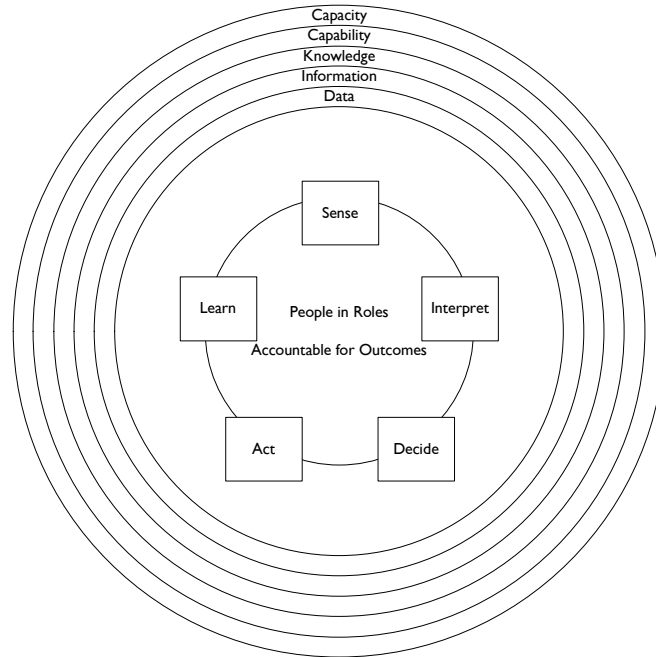 Capacity
Capability
Knowledge
Information
Data
Sense
Learn
People in Roles
Interpret
Accountable for Outcomes
Act
Decide